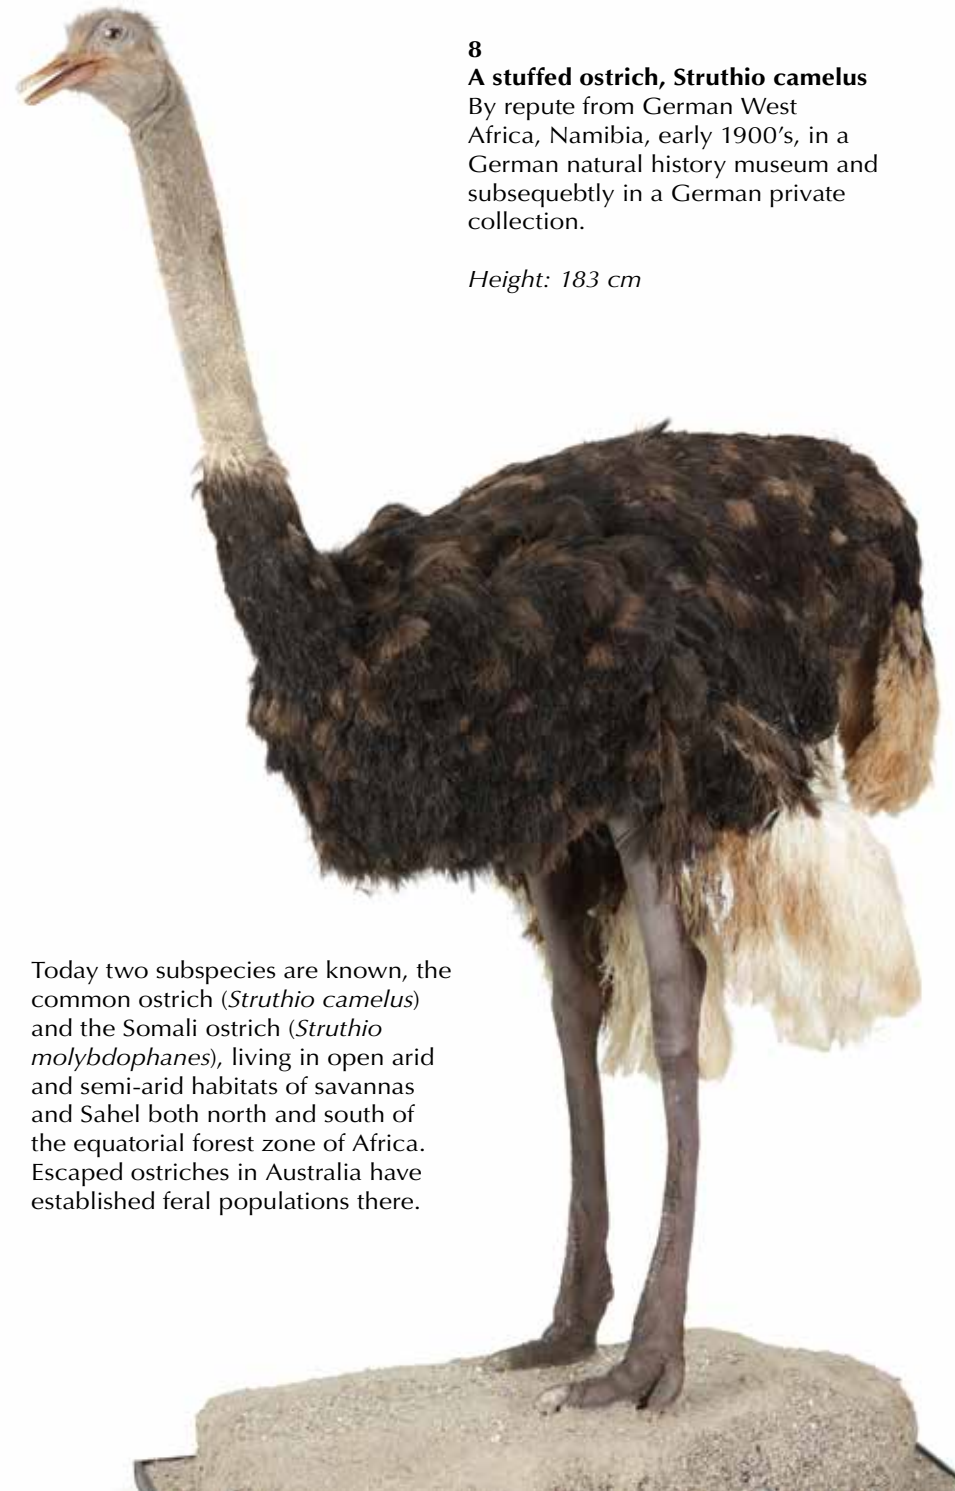 8
A stuffed ostrich, Struthio camelus
By repute from German West
Africa, Namibia, early 1900’s, in a
German natural history museum and
subsequebtly in a German private
collection.
Height: 183 cm
Today two subspecies are known, the
common ostrich (Struthio camelus)
and the Somali ostrich (Struthio
molybdophanes), living in open arid
and semi-arid habitats of savannas
and Sahel both north and south of
the equatorial forest zone of Africa.
Escaped ostriches in Australia have
established feral populations there.